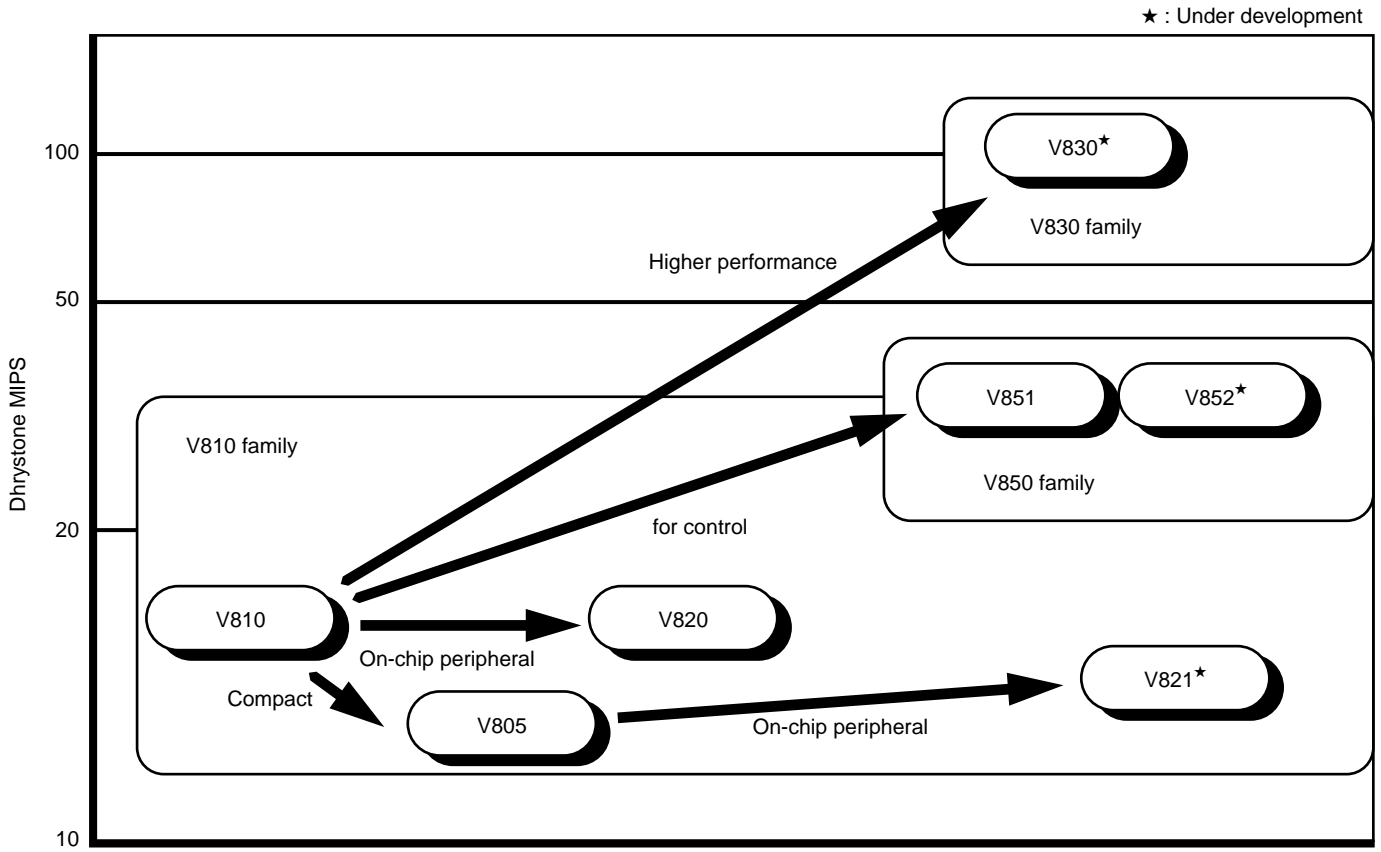 ★ : Under development
100
V830★
V830 family
Higher performance
50
Dhrystone MIPS
V851
V852★
V810 family
V850 family
20
for control
V810
V820
On-chip peripheral
V821★
Compact
V805
On-chip peripheral
10